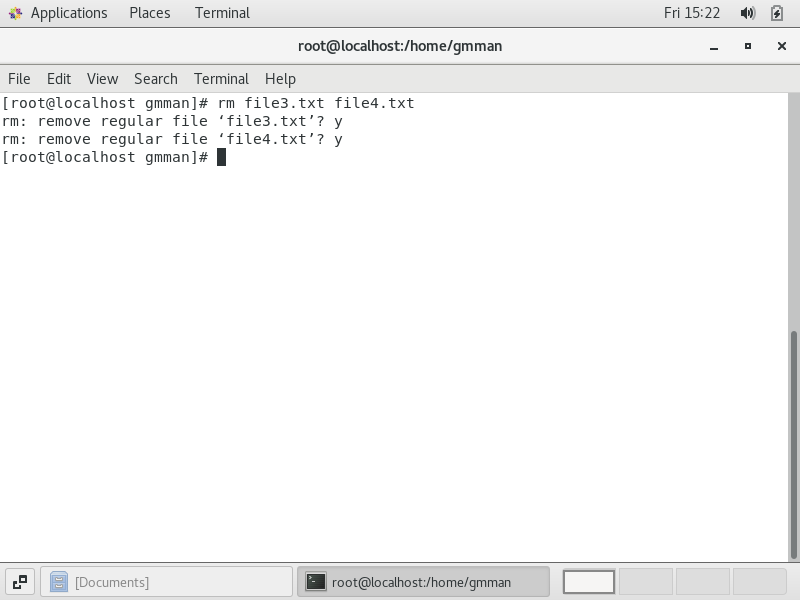 Applications Places Terminal Fri 15:22
root@localhost:/home/gmman
File Edit View Search Terminal Help
[root@localhost gmman]# rm file3.txt file4.txt
rm: remove regular file ‘file3.txt’? y
rm: remove regular file ‘file4.txt’? y
[root@localhost gmman]#
[Documents] root@localhost:/home/gmman